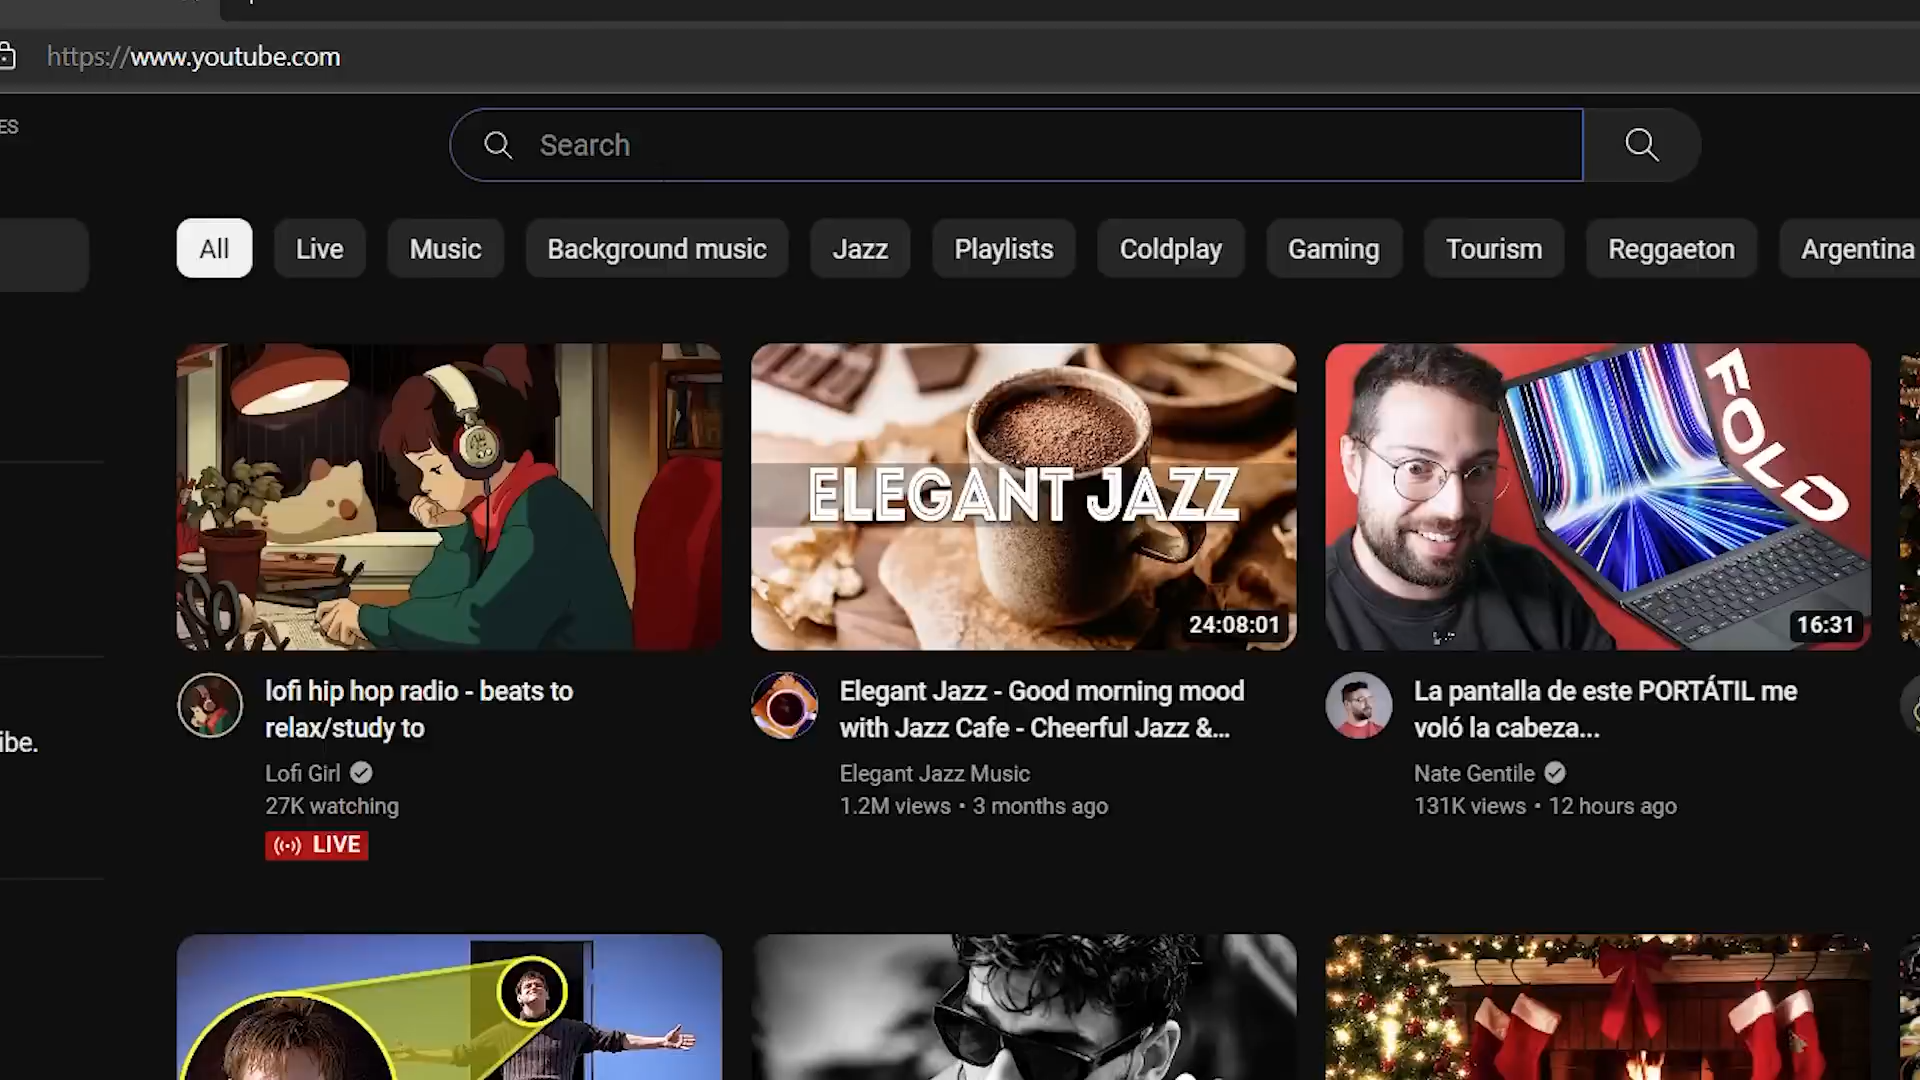 https://www.youtube.com
ES
Search
All
Live
Music
Background music
Jazz
Playlists
Coldplay
Gaming
Tourism
Reggaeton
Argentina
ELEGANT JAZZ
24:08:01
FOLD
16:31
lofi hip hop radio - beats to
relax/study to
Lofi Girl
27K watching
LIVE
Elegant Jazz - Good morning mood
with Jazz Cafe - Cheerful Jazz &...
Elegant Jazz Music
1.2M views • 3 months ago
La pantalla de este PORTÁTIL me
voló la cabeza...
Nate Gentile
131K views • 12 hours ago
ibe.